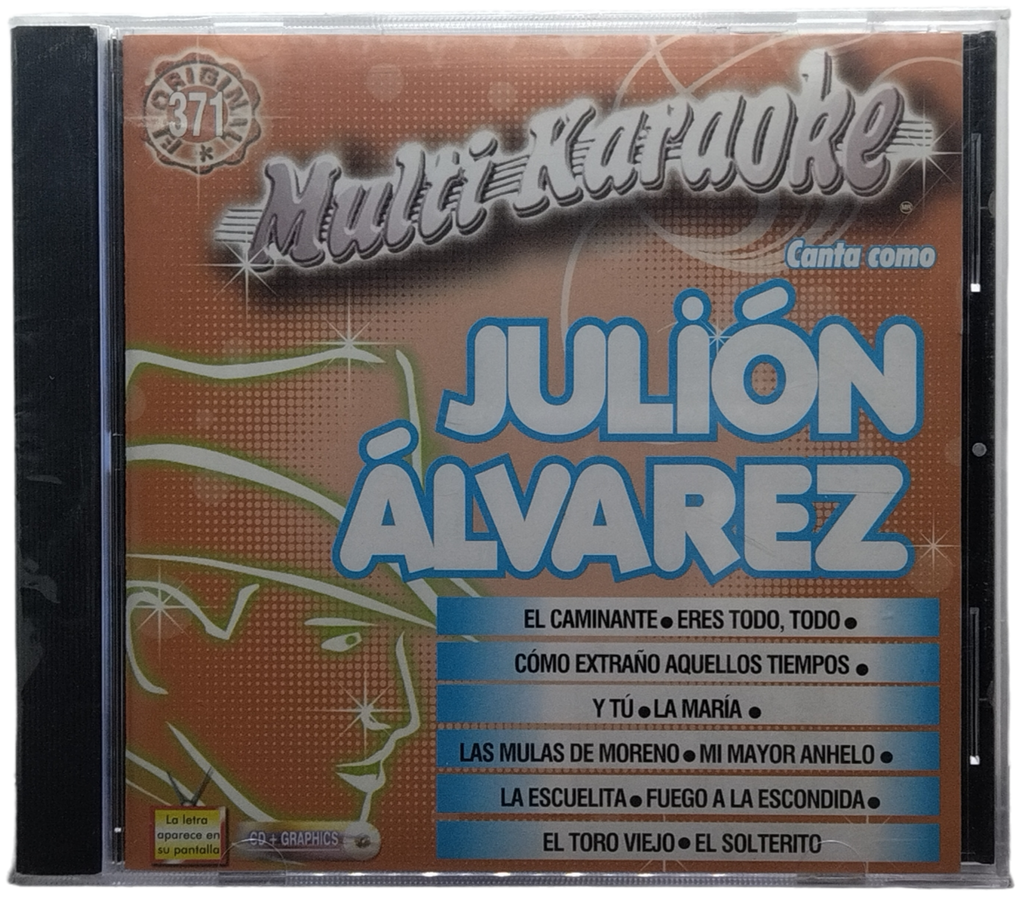 EL ORIGINAL
371
Multi Karaoke
MR
Canta como
JULIÓN
ÁLVAREZ
EL CAMINANTE ● ERES TODO, TODO ●
CÓMO EXTRAÑO AQUELLOS TIEMPOS ●
Y TÚ ● LA MARÍA ●
LAS MULAS DE MORENO ● MI MAYOR ANHELO ●
LA ESCUELITA ● FUEGO A LA ESCONDIDA ●
EL TORO VIEJO ● EL SOLTERITO
La letra
aparece en
su pantalla
CD + GRAPHICS